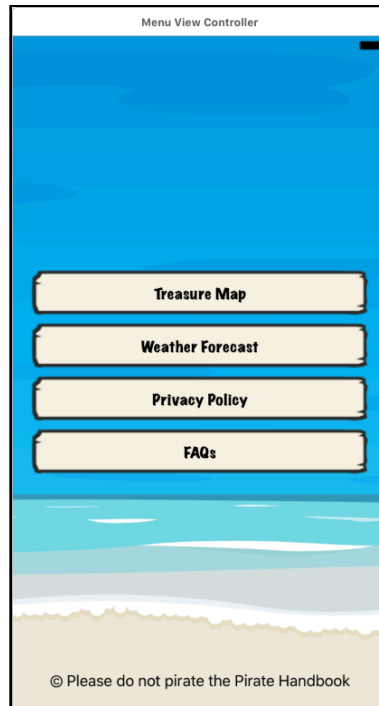 Menu View Controller
Treasure Map
Weather Forecast
Privacy Policy
FAQs
© Please do not pirate the Pirate Handbook